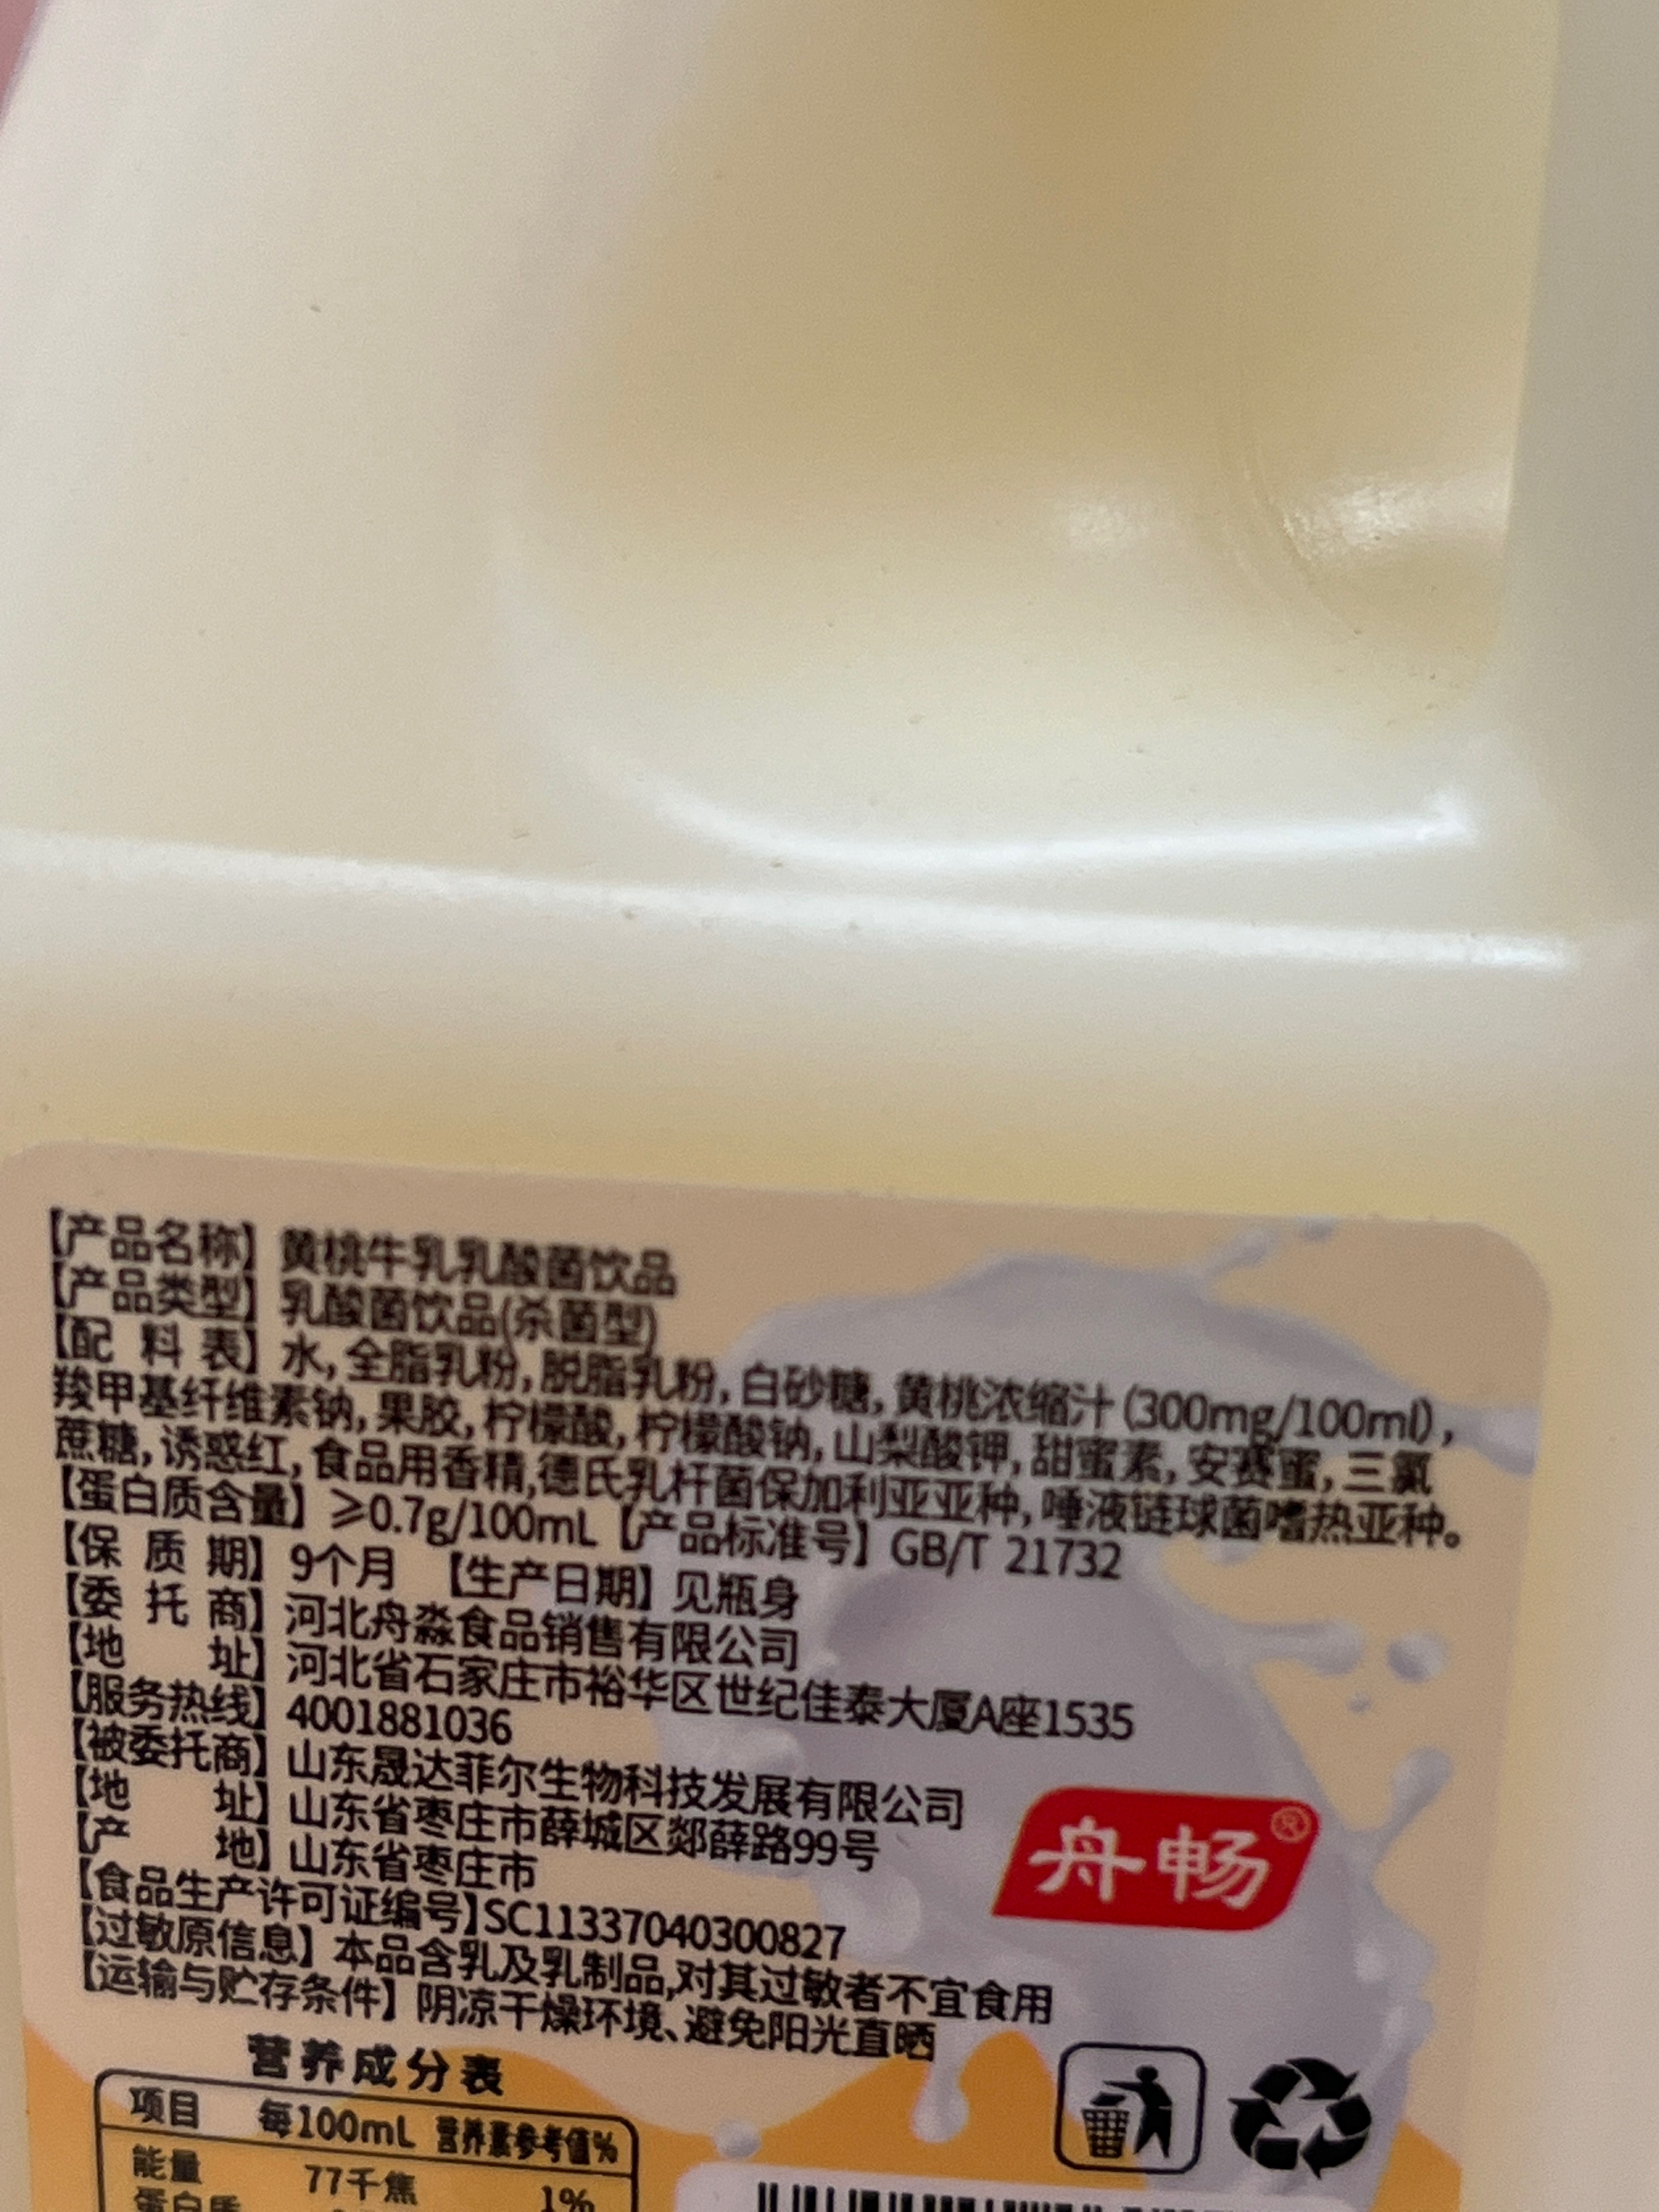 【产品名称】黄桃牛乳乳酸菌饮品
【产品类型】乳酸菌饮品(杀菌型)
【配 料 表】水,全脂乳粉,脱脂乳粉,白砂糖,黄桃浓缩汁(300mg/100ml),
羧甲基纤维素钠,果胶,柠檬酸,柠檬酸钠,山梨酸钾,甜蜜素,安赛蜜,三氯
蔗糖,诱惑红,食品用香精,德氏乳杆菌保加利亚亚种,唾液链球菌嗜热亚种。
【蛋白质含量】≥0.7g/100mL【产品标准号】GB/T 21732
【保 质 期】9个月 【生产日期】见瓶身
【委 托 商】河北舟淼食品销售有限公司
【地 址】河北省石家庄市裕华区世纪佳泰大厦A座1535
【服务热线】4001881036
【被委托商】山东晟达菲尔生物科技发展有限公司
【地 址】山东省枣庄市薛城区郯薛路99号
【产 地】山东省枣庄市
【食品生产许可证编号】SC11337040300827
【过敏原信息】本品含乳及乳制品,对其过敏者不宜食用
【运输与贮存条件】阴凉干燥环境、避免阳光直晒
舟畅®
营养成分表
项目 每100mL 营养素参考值%
能量 77千焦 1%
蛋白质